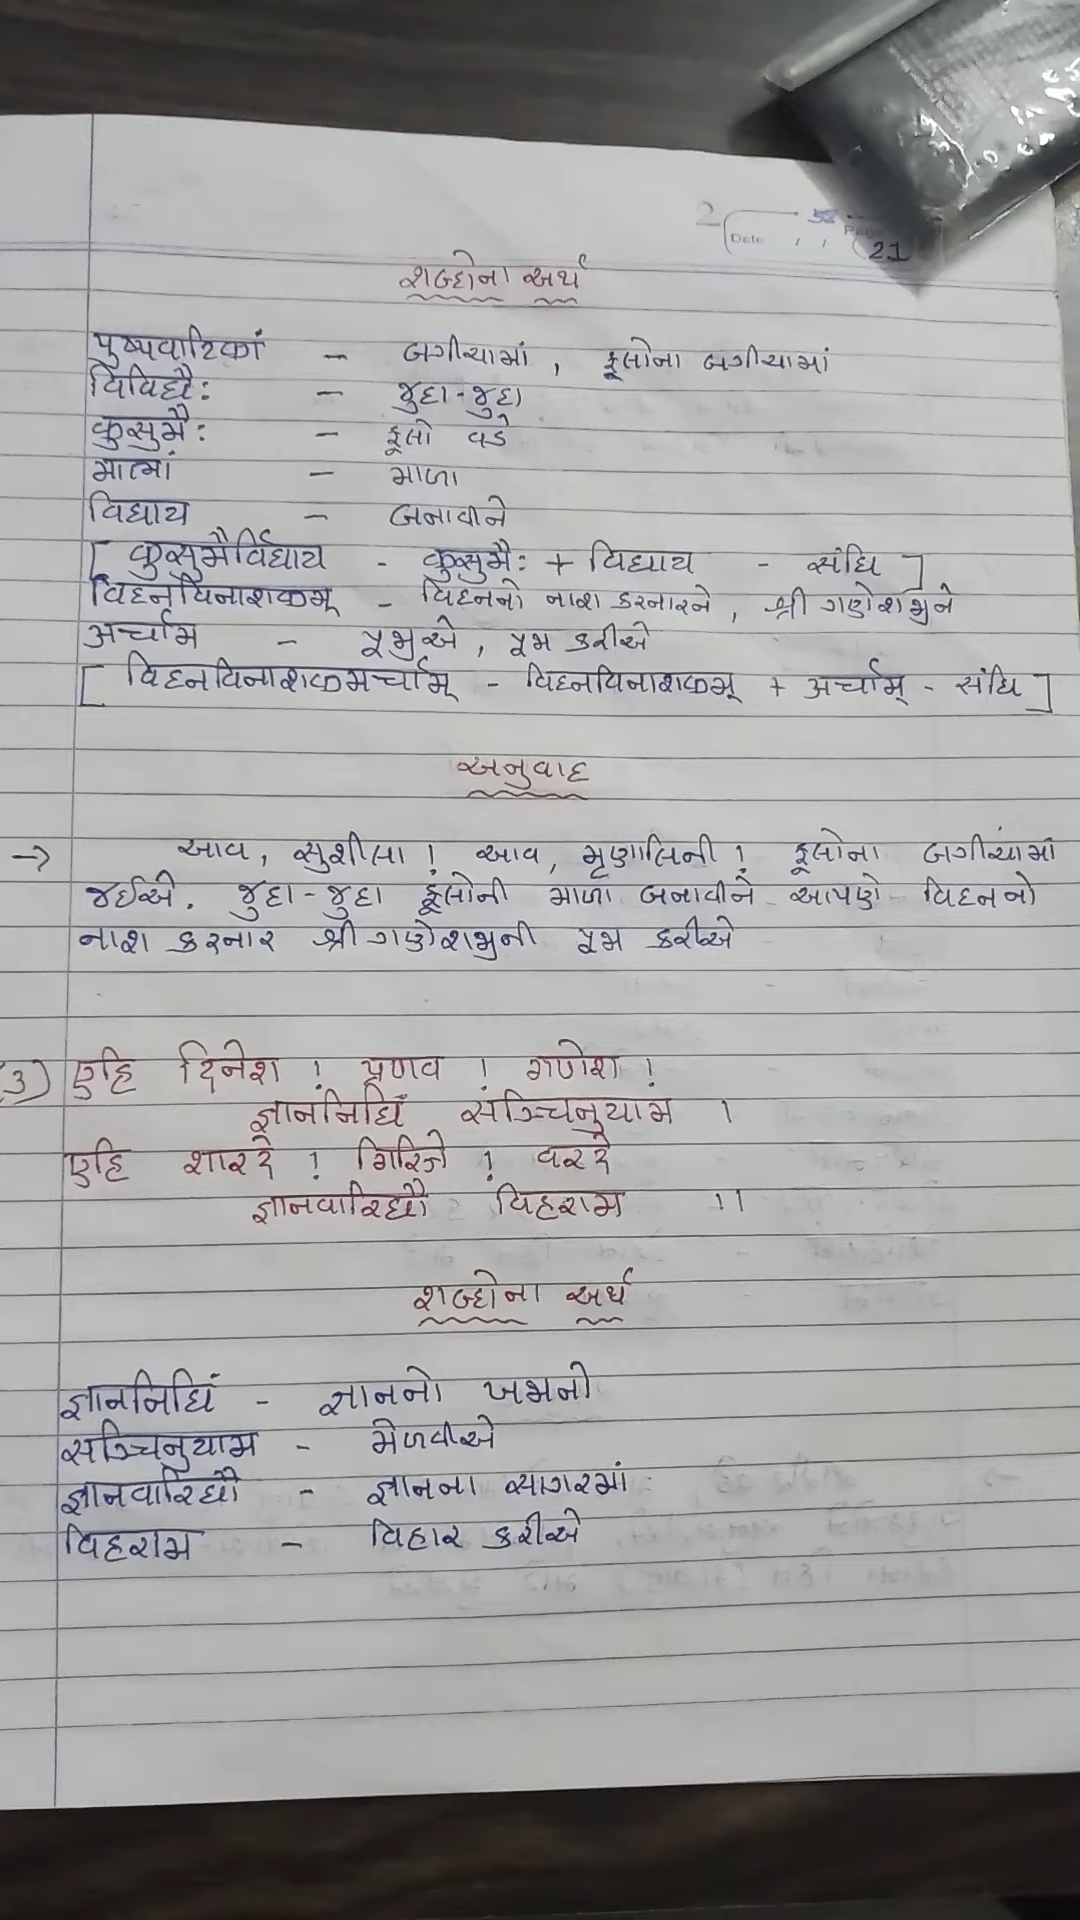 2
Date / / Page 21
શબ્દોના અર્થ
पुष्पवाटिकां - બગીચામાં, ફૂલોના બગીચામાં
विविधैः - જુદા-જુદા
कुसुमैः - ફૂલો વડે
मालां - માળા
विधाय - બનાવીને
[ कुसुमैर्विधाय - कुसुमैः + विधाय - संधि ]
विघ्नविनाशकम् - વિઘ્નનો નાશ કરનારને, શ્રી ગણેશજીને
अर्चाम - પૂજીએ, પૂજા કરીએ
[ विघ्नविनाशकमर्चाम् - विघ्नविनाशकम् + अर्चाम् - संधि ]
અનુવાદ
→ આવ, સુશીલા! આવ, મૃણાલિની! ફૂલોના બગીચામાં
જઈએ. જુદા-જુદા ફૂલોની માળા બનાવીને આપણે વિઘ્નનો
નાશ કરનાર શ્રી ગણેશજીની પૂજા કરીએ
3) एहि दिनेश! प्रणव! गणेश!
ज्ञाननिधिं सञ्चिनुयाम ।
एहि शारदे! गिरिजे! वरदे
ज्ञानवारिधौ विहराम ।।
શબ્દોના અર્થ
ज्ञाननिधिं - જ્ઞાનનો ખજાનો
सञ्चिनुयाम - મેળવીએ
ज्ञानवारिधौ - જ્ઞાનના સાગરમાં
विहराम - વિહાર કરીએ